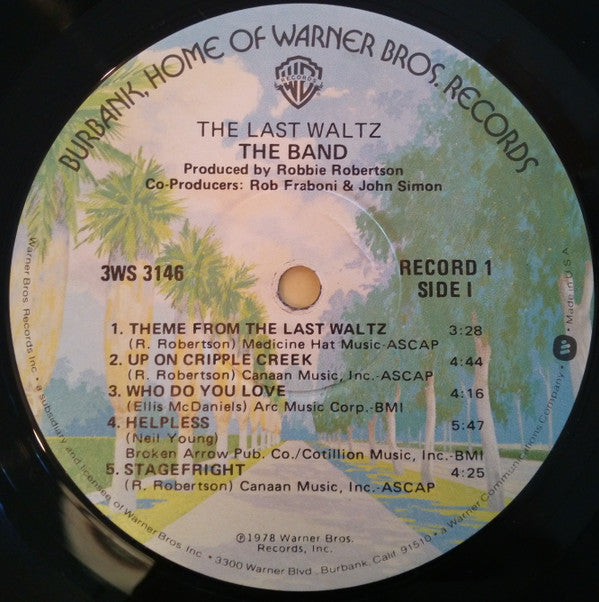 BURBANK, HOME OF WARNER BROS. RECORDS
W
RECORDS
THE LAST WALTZ
THE BAND
Produced by Robbie Robertson
Co-Producers: Rob Fraboni & John Simon
3WS 3146
RECORD 1
SIDE I
1. THEME FROM THE LAST WALTZ 3:28
(R. Robertson) Medicine Hat Music-ASCAP
2. UP ON CRIPPLE CREEK 4:44
(R. Robertson) Canaan Music, Inc.-ASCAP
3. WHO DO YOU LOVE 4:16
(Ellis McDaniels) Arc Music Corp.-BMI
4. HELPLESS 5:47
(Neil Young)
Broken Arrow Pub. Co./Cotillion Music, Inc.-BMI
5. STAGEFRIGHT 4:25
(R. Robertson) Canaan Music, Inc.-ASCAP
℗1978 Warner Bros.
Records, Inc.
Warner Bros. Records Inc. • a subsidiary and licensee of Warner Bros. Inc. • 3300 Warner Blvd., Burbank, Calif. 91510 • a Warner Communications Company. • Made in U.S.A.